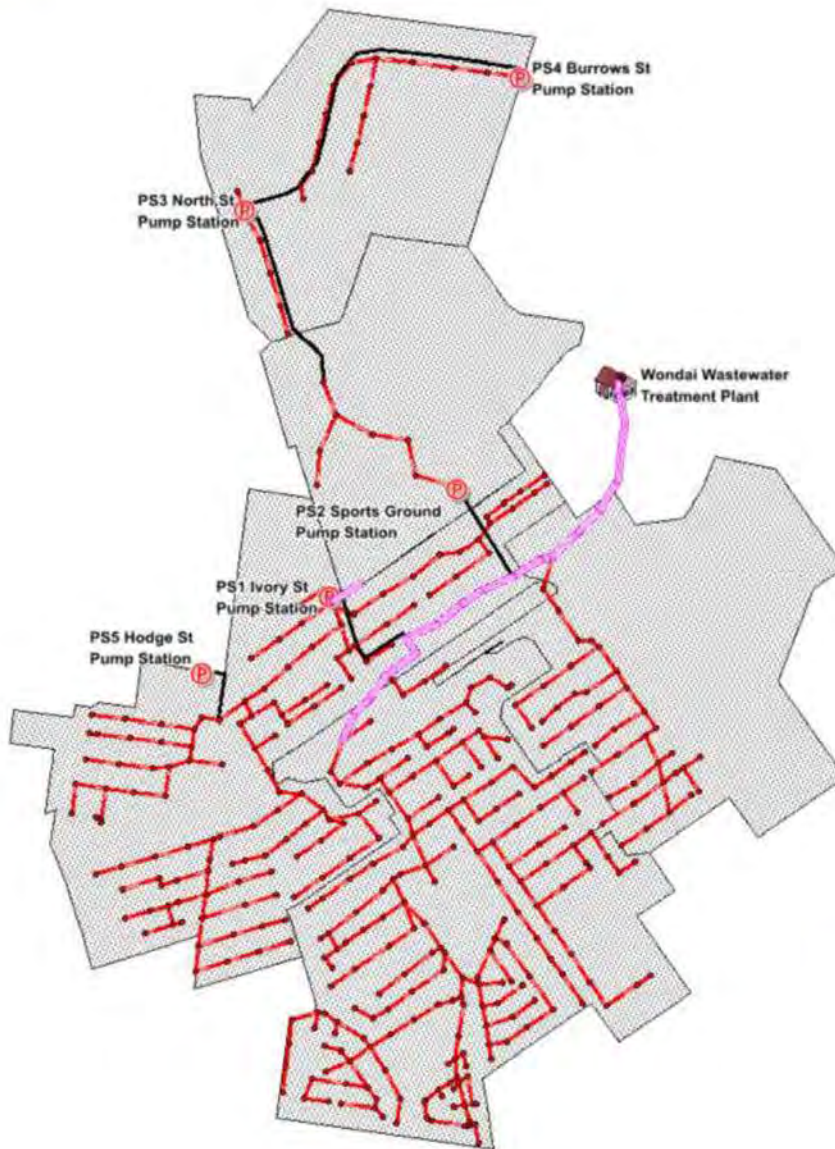 PS4 Burrows St
Pump Station
PS3 North St
Pump Station
Wondai Wastewater
Treatment Plant
PS2 Sports Ground
Pump Station
PS1 Ivory St
Pump Station
PS5 Hodge St
Pump Station
P
P
P
P
P